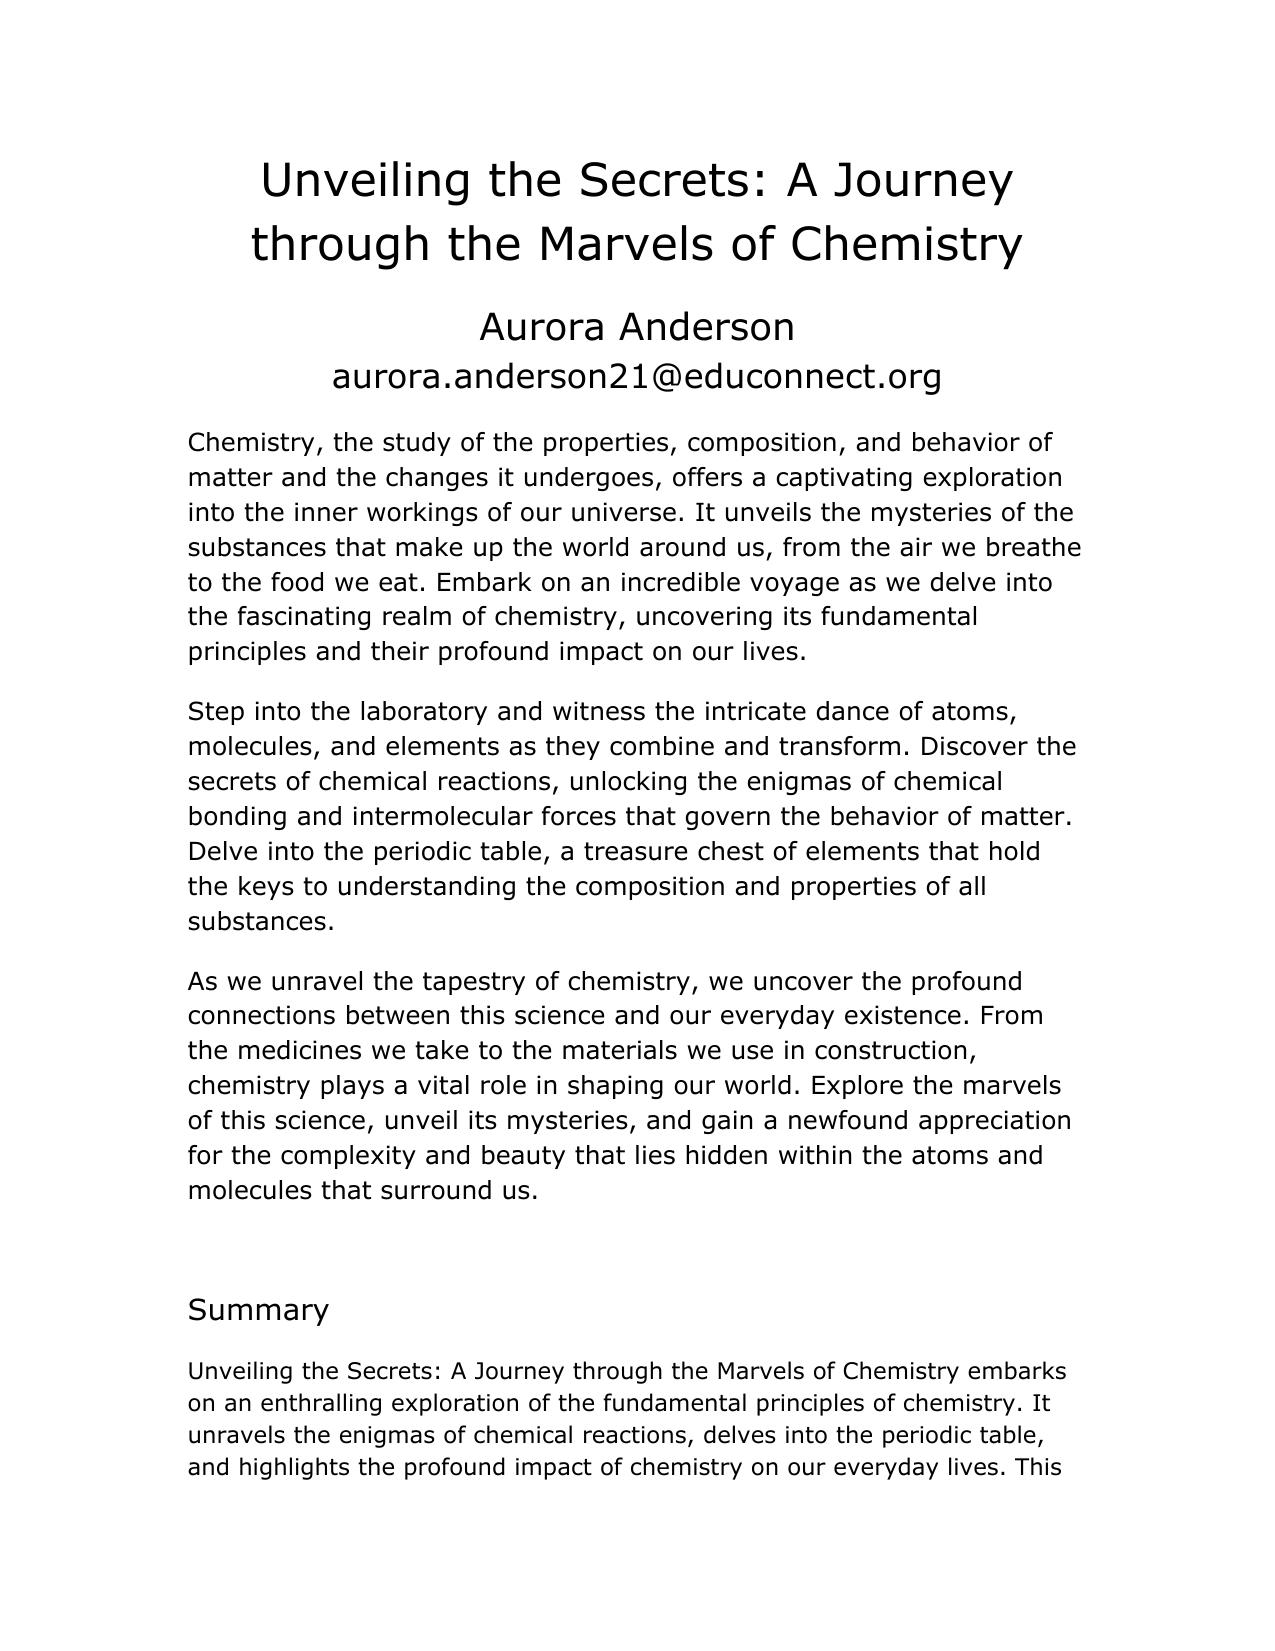 Unveiling the Secrets: A Journey
through the Marvels of Chemistry
Aurora Anderson
aurora.anderson21@educonnect.org
Chemistry, the study of the properties, composition, and behavior of
matter and the changes it undergoes, offers a captivating exploration
into the inner workings of our universe. It unveils the mysteries of the
substances that make up the world around us, from the air we breathe
to the food we eat. Embark on an incredible voyage as we delve into
the fascinating realm of chemistry, uncovering its fundamental
principles and their profound impact on our lives.
Step into the laboratory and witness the intricate dance of atoms,
molecules, and elements as they combine and transform. Discover the
secrets of chemical reactions, unlocking the enigmas of chemical
bonding and intermolecular forces that govern the behavior of matter.
Delve into the periodic table, a treasure chest of elements that hold
the keys to understanding the composition and properties of all
substances.
As we unravel the tapestry of chemistry, we uncover the profound
connections between this science and our everyday existence. From
the medicines we take to the materials we use in construction,
chemistry plays a vital role in shaping our world. Explore the marvels
of this science, unveil its mysteries, and gain a newfound appreciation
for the complexity and beauty that lies hidden within the atoms and
molecules that surround us.
Summary
Unveiling the Secrets: A Journey through the Marvels of Chemistry embarks
on an enthralling exploration of the fundamental principles of chemistry. It
unravels the enigmas of chemical reactions, delves into the periodic table,
and highlights the profound impact of chemistry on our everyday lives. This